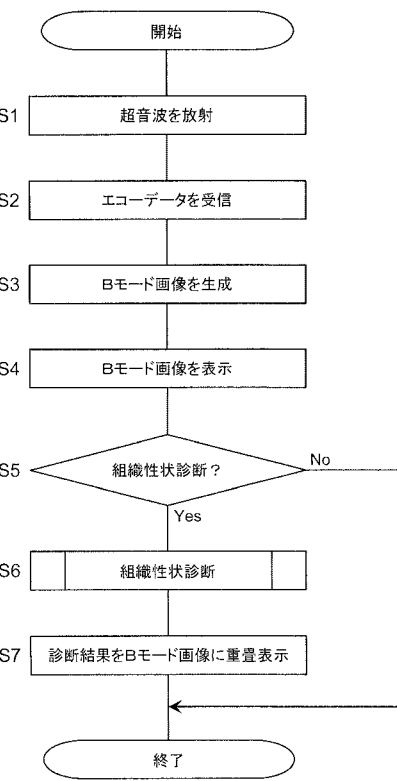 開始
S1 超音波を放射
S2 エコーデータを受信
S3 Bモード画像を生成
S4 Bモード画像を表示
S5 組織性状診断?
No
Yes
S6 組織性状診断
S7 診断結果をBモード画像に重畳表示
終了